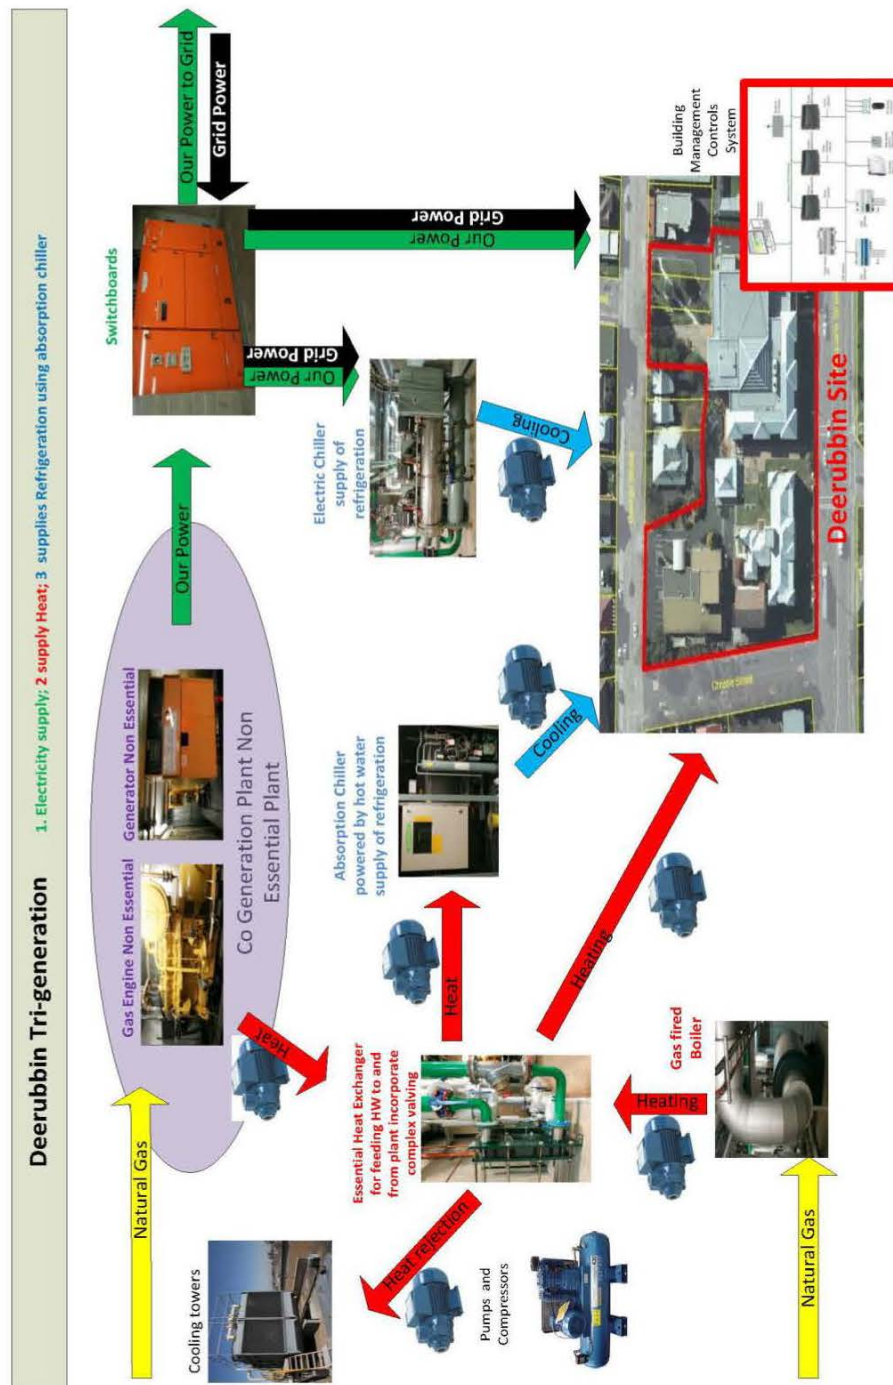 Deerubbin Tri-generation
1. Electricity supply; 2 supply Heat; 3 supplies Refrigeration using absorption chiller
Natural Gas
Gas Engine Non Essential
Generator Non Essential
Co Generation Plant Non
Essential Plant
Our Power
Switchboards
Our Power to Grid
Grid Power
Grid Power
Our Power
Grid Power
Our Power
Cooling towers
Heat rejection
Pumps and
Compressors
Heat
Essential Heat Exchanger
for feeding HW to and
from plant incorporate
complex valving
Heat
Absorption Chiller
powered by hot water
supply of refrigeration
Cooling
Electric Chiller
supply of
refrigeration
Cooling
Heating
Heating
Gas fired
Boiler
Natural Gas
Christie Street
Deerubbin Site
Building
Management
Controls
System